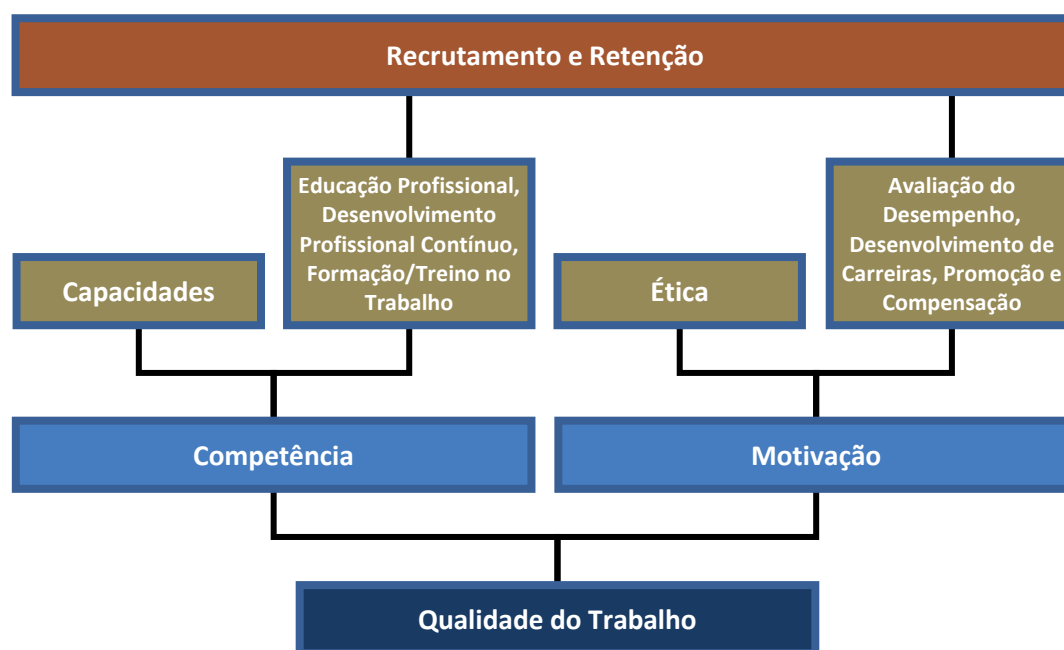 Recrutamento e Retenção
Educação Profissional,
Desenvolvimento
Profissional Contínuo,
Formação/Treino no
Trabalho
Avaliação do
Desempenho,
Desenvolvimento de
Carreiras, Promoção e
Compensação
Capacidades
Ética
Competência
Motivação
Qualidade do Trabalho